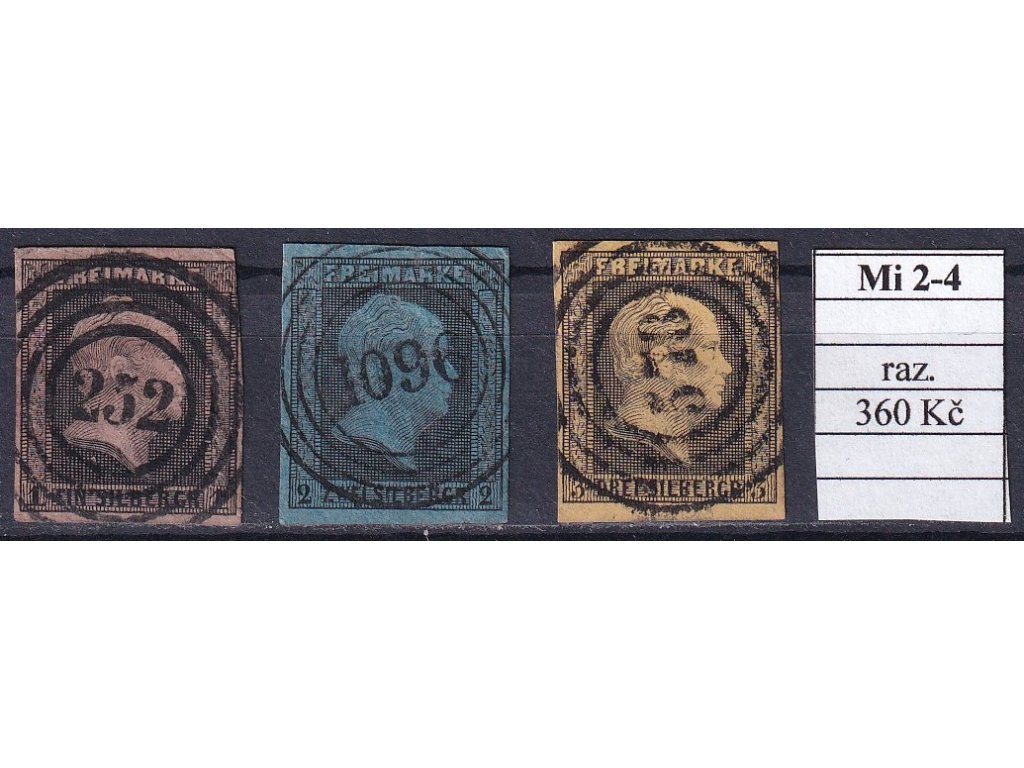 FREIMARKE
252
1 EIN SILBERGR 1
FREIMARKE
1096
2 ZWEI SILBERGR 2
FREIMARKE
3 DREI SILBERGR 3
Mi 2-4
raz.
360 Kč